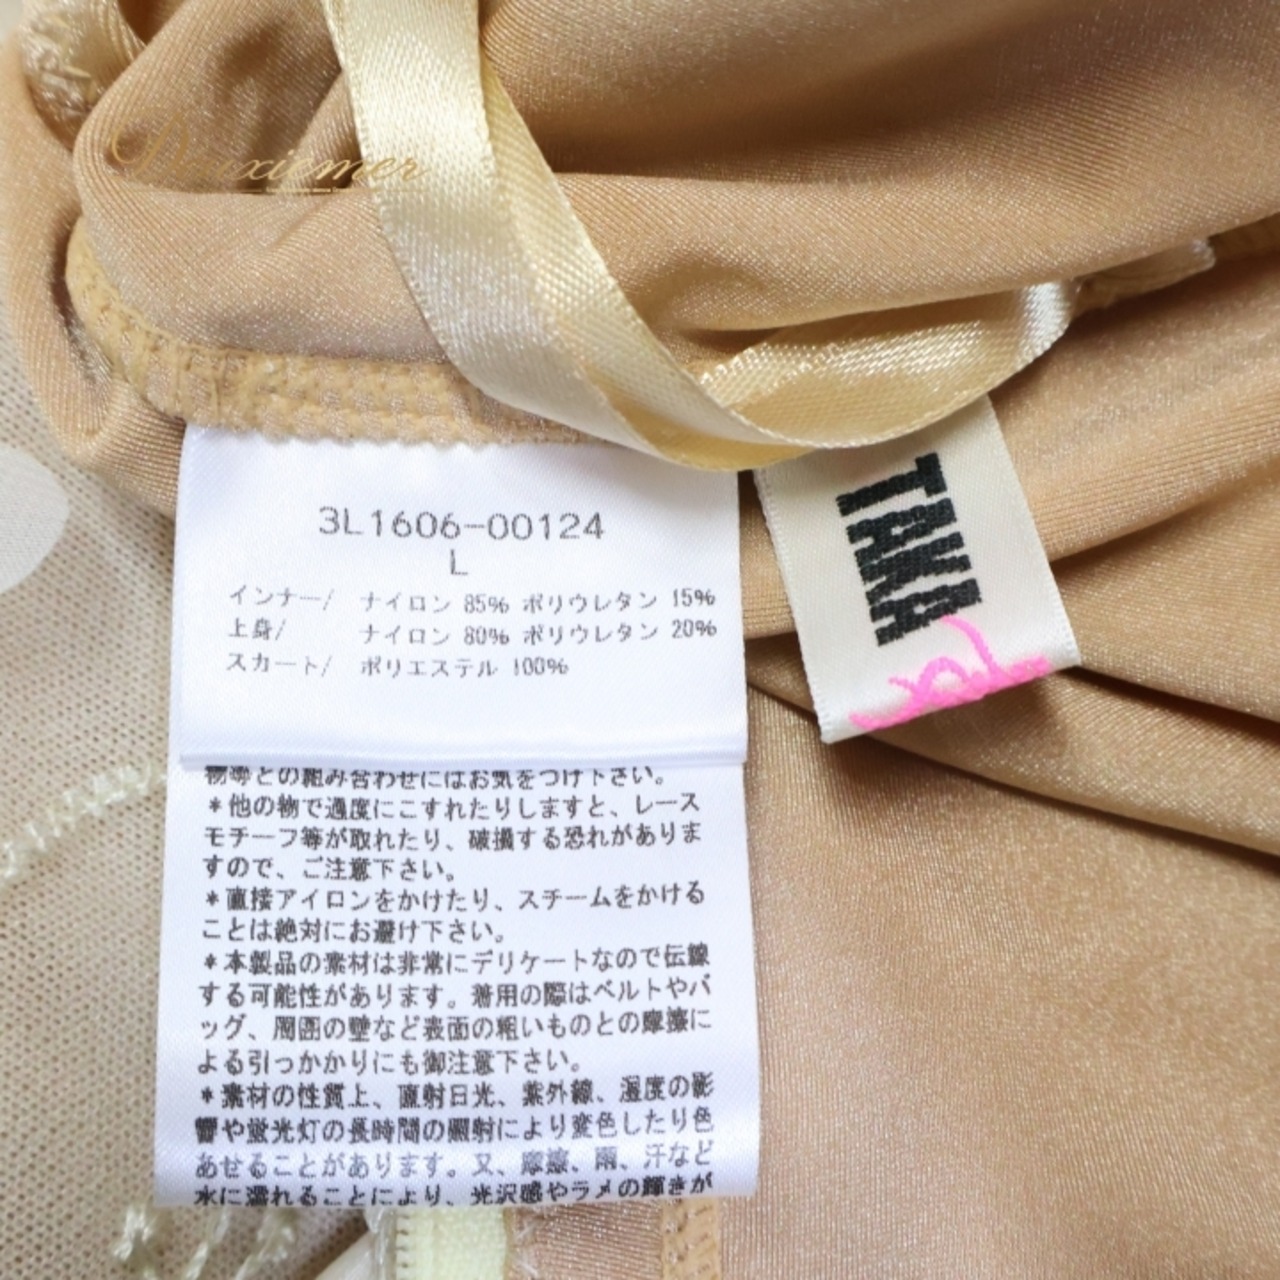 Deuxiemer
3L1606-00124
L
インナー/ ナイロン 85% ポリウレタン 15%
上身/ ナイロン 80% ポリウレタン 20%
スカート/ ポリエステル 100%
物等との組み合わせにはお気をつけ下さい。
*他の物で過度にこすれたりしますと、レース
モチーフ等が取れたり、破損する恐れがありま
すので、ご注意下さい。
*直接アイロンをかけたり、スチームをかける
ことは絶対にお避け下さい。
*本製品の素材は非常にデリケートなので伝線
する可能性があります。着用の際はベルトやバ
ッグ、周囲の壁など表面の粗いものとの摩擦に
よる引っかかりにも御注意下さい。
*素材の性質上、直射日光、紫外線、湿度の影
響や蛍光灯の長時間の照射により変色したり色
あせることがあります。又、摩擦、雨、汗など
水に濡れることにより、光沢感やラメの輝きが
TAKA